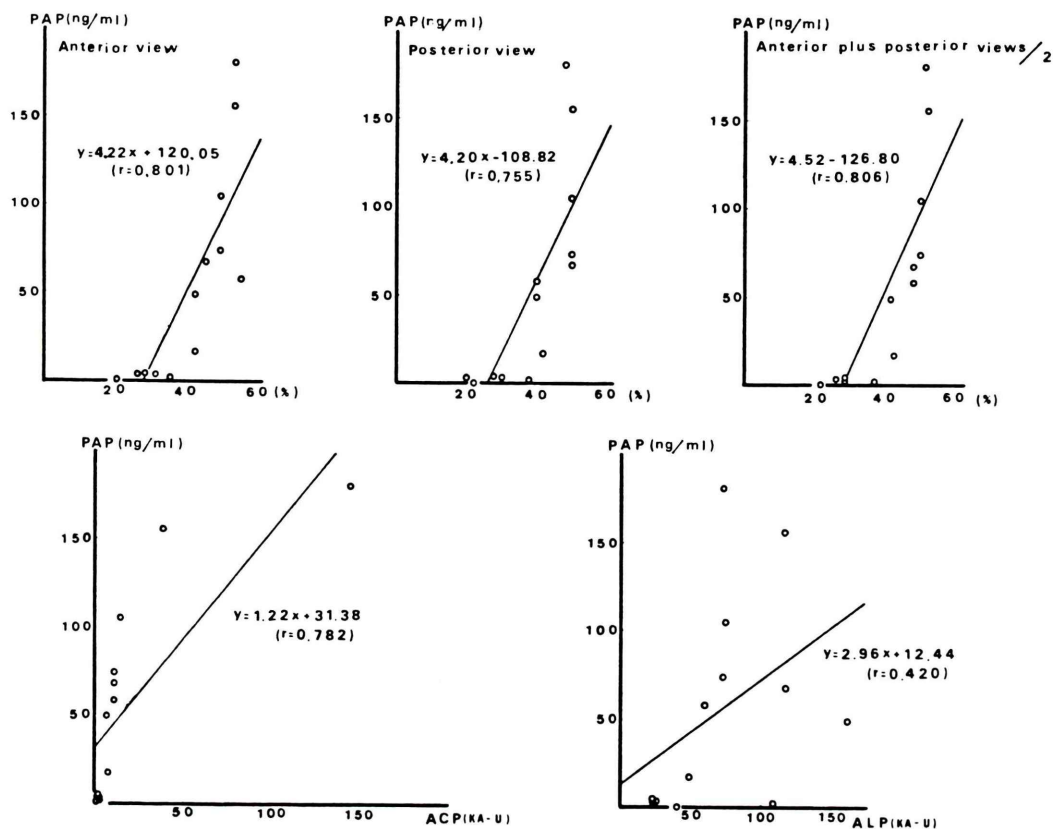 PAP(ng/ml)
Anterior view
150
100
50
y=4.22x+120.05
(r=0.801)
20 40 60 (%)
PAP(ng/ml)
Posterior view
150
100
50
y=4.20x-108.82
(r=0.755)
20 40 60 (%)
PAP(ng/ml)
Anterior plus posterior views/2
150
100
50
y=4.52-126.80
(r=0.806)
20 40 60 (%)
PAP(ng/ml)
150
100
50
y=1.22x+31.38
(r=0.782)
50 100 150
ACP(KA-U)
PAP(ng/ml)
150
100
50
y=2.96x+12.44
(r=0.420)
50 100 150
ALP(KA-U)